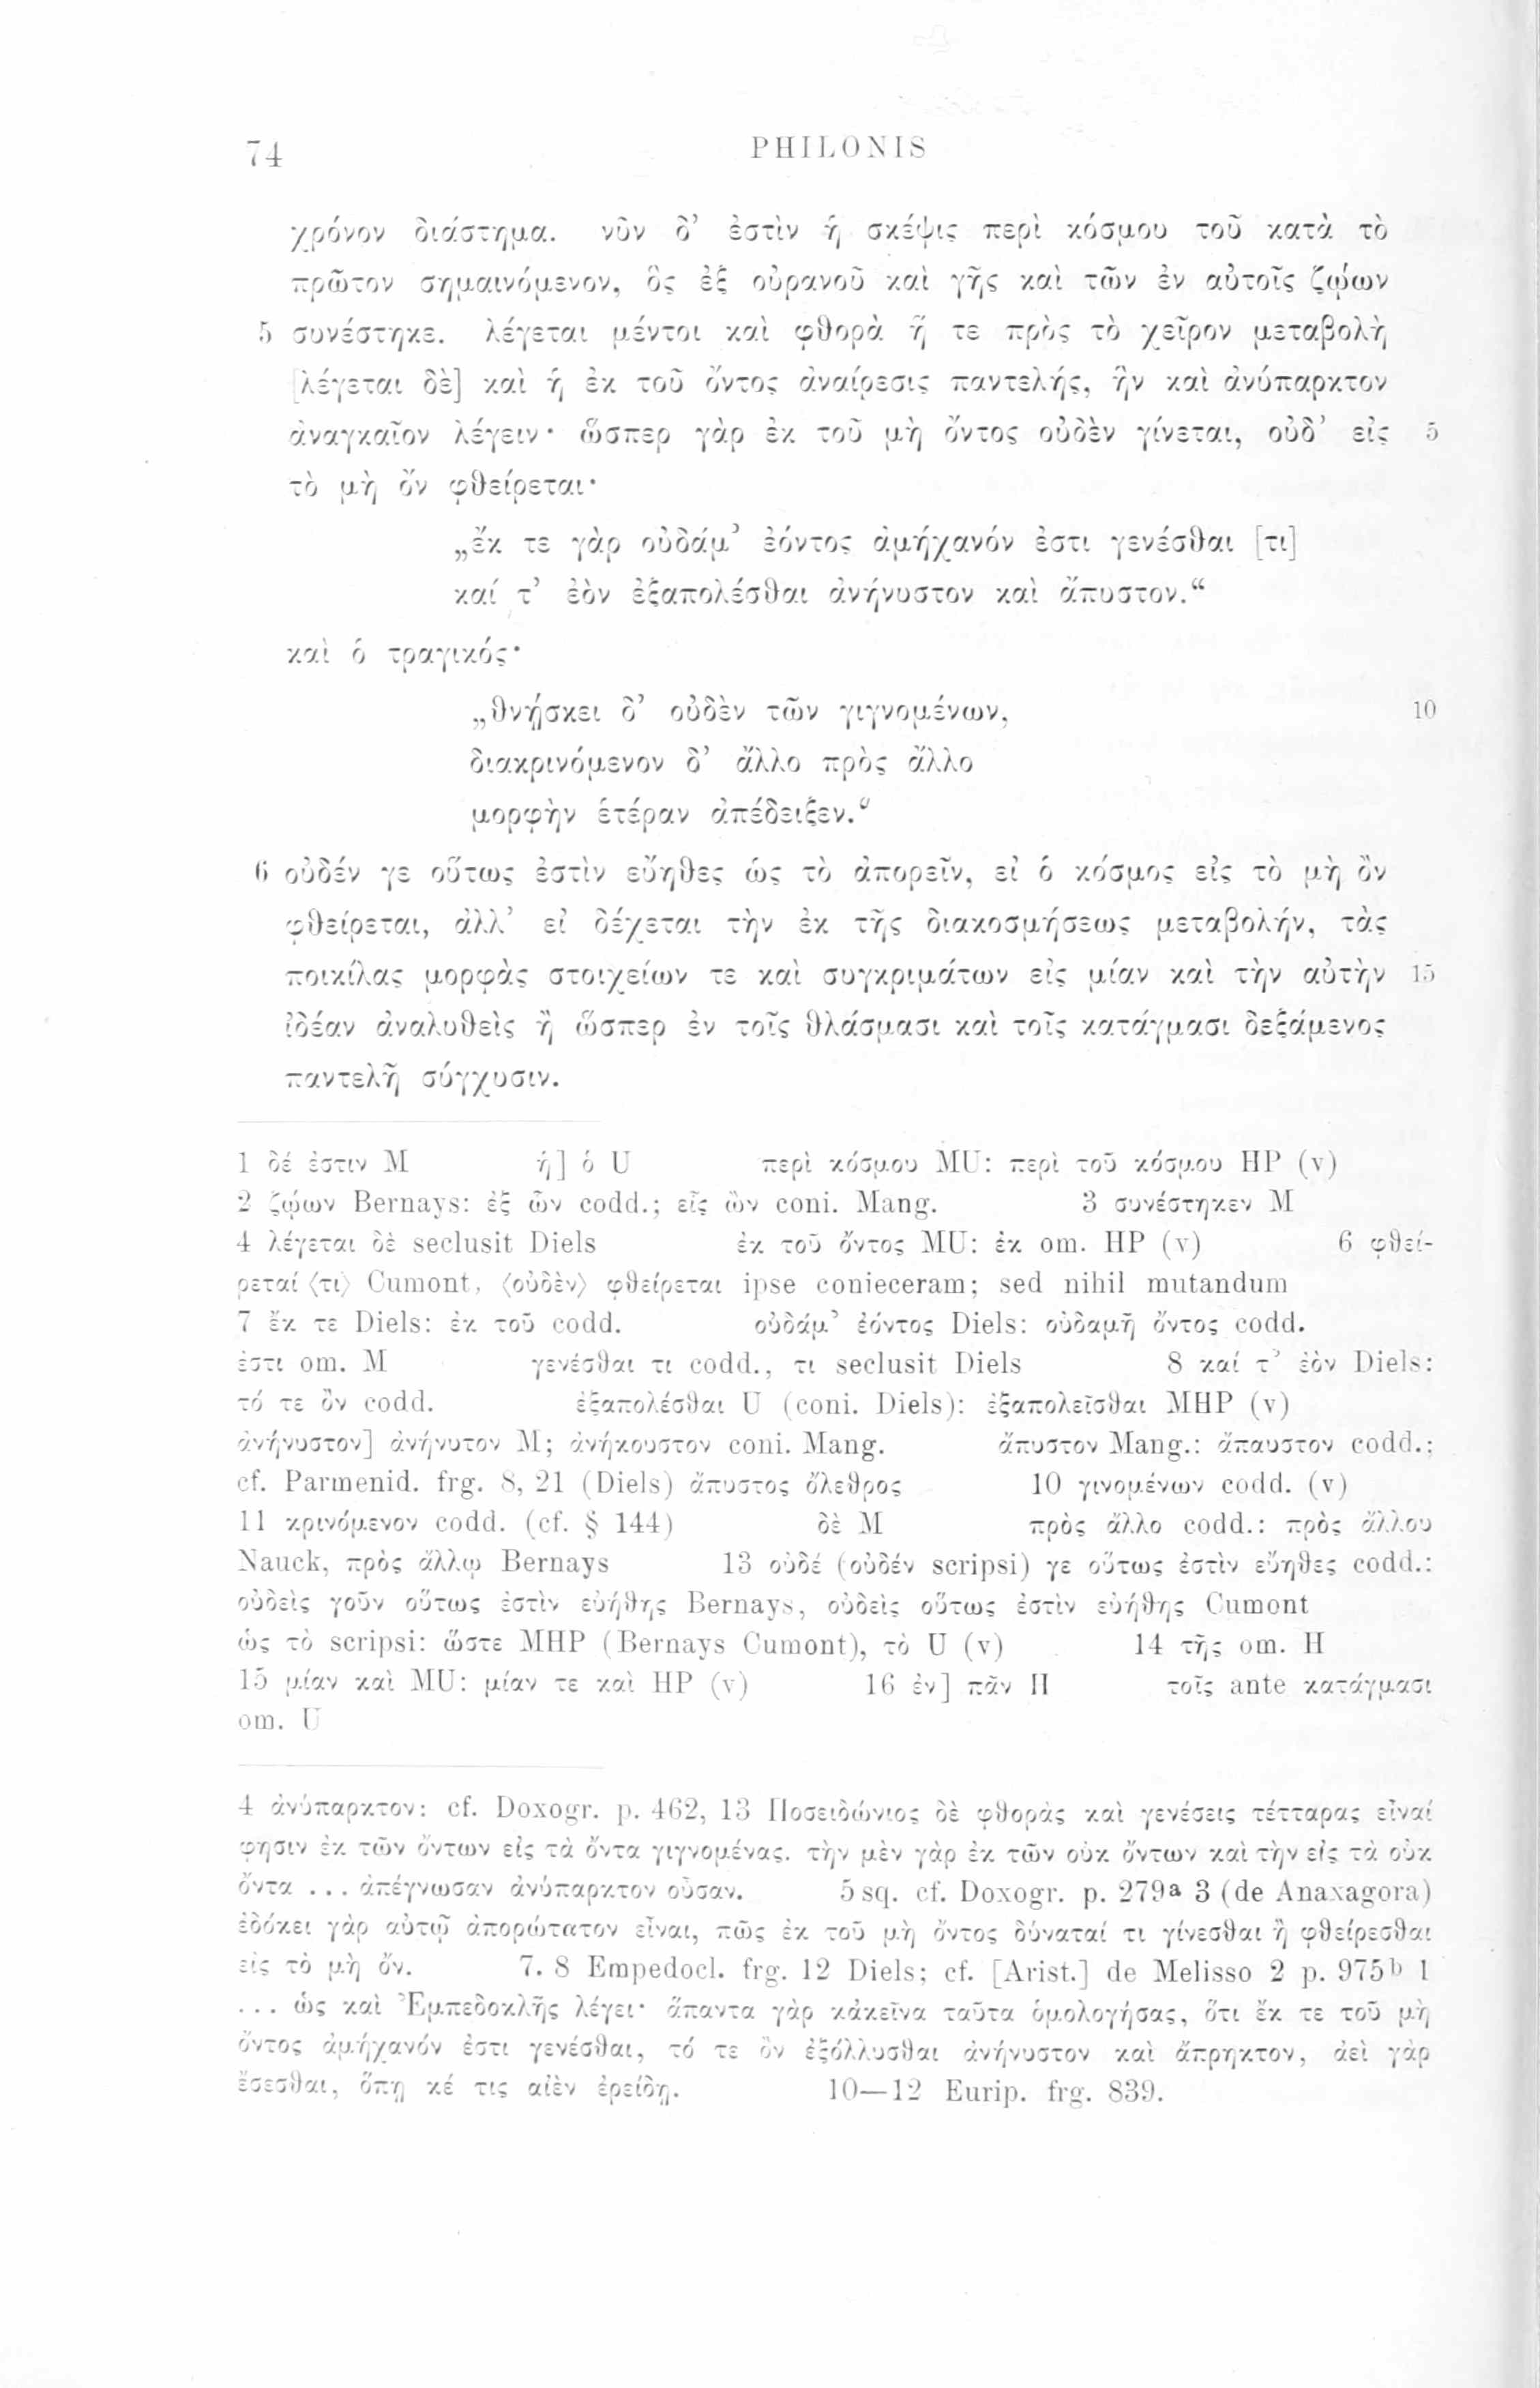 74 PHILONIS
χρόνον διάστημα. νῦν δ’ ἐστὶν ἡ σκέψις περὶ κόσμου τοῦ κατὰ τὸ
πρῶτον σημαινόμενον, ὃς ἐξ οὐρανοῦ καὶ γῆς καὶ τῶν ἐν αὐτοῖς ζῴων
5 συνέστηκε. λέγεται μέντοι καὶ φθορὰ ἥ τε πρὸς τὸ χεῖρον μεταβολὴ
[λέγεται δὲ] καὶ ἡ ἐκ τοῦ ὄντος ἀναίρεσις παντελής, ἣν καὶ ἀνύπαρκτον
ἀναγκαῖον λέγειν· ὥσπερ γὰρ ἐκ τοῦ μὴ ὄντος οὐδὲν γίνεται, οὐδ’ εἰς 5
τὸ μὴ ὂν φθείρεται·
„ἔκ τε γὰρ οὐδάμ’ ἐόντος ἀμήχανόν ἐστι γενέσθαι [τι]
καί τ’ ἐὸν ἐξαπολέσθαι ἀνήνυστον καὶ ἄπυστον.“
καὶ ὁ τραγικός·
„θνῄσκει δ’ οὐδὲν τῶν γιγνομένων, 10
διακρινόμενον δ’ ἄλλο πρὸς ἄλλο
μορφὴν ἑτέραν ἀπέδειξεν.“
6 οὐδέν γε οὕτως ἐστὶν εὔηθες ὡς τὸ ἀπορεῖν, εἰ ὁ κόσμος εἰς τὸ μὴ ὂν
φθείρεται, ἀλλ’ εἰ δέχεται τὴν ἐκ τῆς διακοσμήσεως μεταβολήν, τὰς
ποικίλας μορφὰς στοιχείων τε καὶ συγκριμάτων εἰς μίαν καὶ τὴν αὐτὴν 15
ἰδέαν ἀναλυθεὶς ἢ ὥσπερ ἐν τοῖς θλάσμασι καὶ τοῖς κατάγμασι δεξάμενος
παντελῆ σύγχυσιν.
1 δέ ἐστιν M ἡ] ὁ U περὶ κόσμου MU: περὶ τοῦ κόσμου HP (v)
2 ζῴων Bernays: ἐξ ὧν codd.; εἷς ὢν coni. Mang. 3 συνέστηκεν M
4 λέγεται δὲ seclusit Diels ἐκ τοῦ ὄντος MU: ἐκ om. HP (v) 6 φθεί-
ρεταί ⟨τι⟩ Cumont, ⟨οὐδὲν⟩ φθείρεται ipse conieceram; sed nihil mutandum
7 ἔκ τε Diels: ἐκ τοῦ codd. οὐδάμ’ ἐόντος Diels: οὐδαμῆ ὄντος codd.
ἐστι om. M γενέσθαι τι codd., τι seclusit Diels 8 καί τ’ ἐὸν Diels:
τό τε ὂν codd. ἐξαπολέσθαι U (coni. Diels): ἐξαπολεῖσθαι MHP (v)
ἀνήνυστον] ἀνήνυτον M; ἀνήκουστον coni. Mang. ἄπυστον Mang.: ἄπαυστον codd.;
cf. Parmenid. frg. 8, 21 (Diels) ἄπυστος ὄλεθρος 10 γινομένων codd. (v)
11 κρινόμενον codd. (cf. § 144) δὲ M πρὸς ἄλλο codd.: πρὸς ἄλλου
Nauck, πρὸς ἄλλῳ Bernays 13 οὐδέ (οὐδέν scripsi) γε οὕτως ἐστὶν εὔηθες codd.:
οὐδεὶς γοῦν οὕτως ἐστὶν εὐήθης Bernays, οὐδεὶς οὕτως ἐστὶν εὐήθης Cumont
ὡς τὸ scripsi: ὥστε MHP (Bernays Cumont), τὸ U (v) 14 τῆς om. H
15 μίαν καὶ MU: μίαν τε καὶ HP (v) 16 ἐν] πᾶν H τοῖς ante κατάγμασι
om. U
4 ἀνύπαρκτον: cf. Doxogr. p. 462, 13 Ποσειδώνιος δὲ φθορὰς καὶ γενέσεις τέτταρας εἶναί
φησιν ἐκ τῶν ὄντων εἰς τὰ ὄντα γιγνομένας. τὴν μὲν γὰρ ἐκ τῶν οὐκ ὄντων καὶ τὴν εἰς τὰ οὐκ
ὄντα ... ἀπέγνωσαν ἀνύπαρκτον οὖσαν. 5 sq. cf. Doxogr. p. 279a 3 (de Anaxagora)
ἐδόκει γὰρ αὐτῷ ἀπορώτατον εἶναι, πῶς ἐκ τοῦ μὴ ὄντος δύναταί τι γίνεσθαι ἢ φθείρεσθαι
εἰς τὸ μὴ ὄν. 7. 8 Empedocl. frg. 12 Diels; cf. [Arist.] de Melisso 2 p. 975b 1
... ὡς καὶ Ἐμπεδοκλῆς λέγει· ἅπαντα γὰρ κἀκεῖνα ταῦτα ὁμολογήσας, ὅτι ἔκ τε τοῦ μὴ
ὄντος ἀμήχανόν ἐστι γενέσθαι, τό τε ὂν ἐξόλλυσθαι ἀνήνυστον καὶ ἄπρηκτον, ἀεὶ γὰρ
ἔσεσθαι, ὅπῃ κέ τις αἰὲν ἐρείδῃ. 10—12 Eurip. frg. 839.